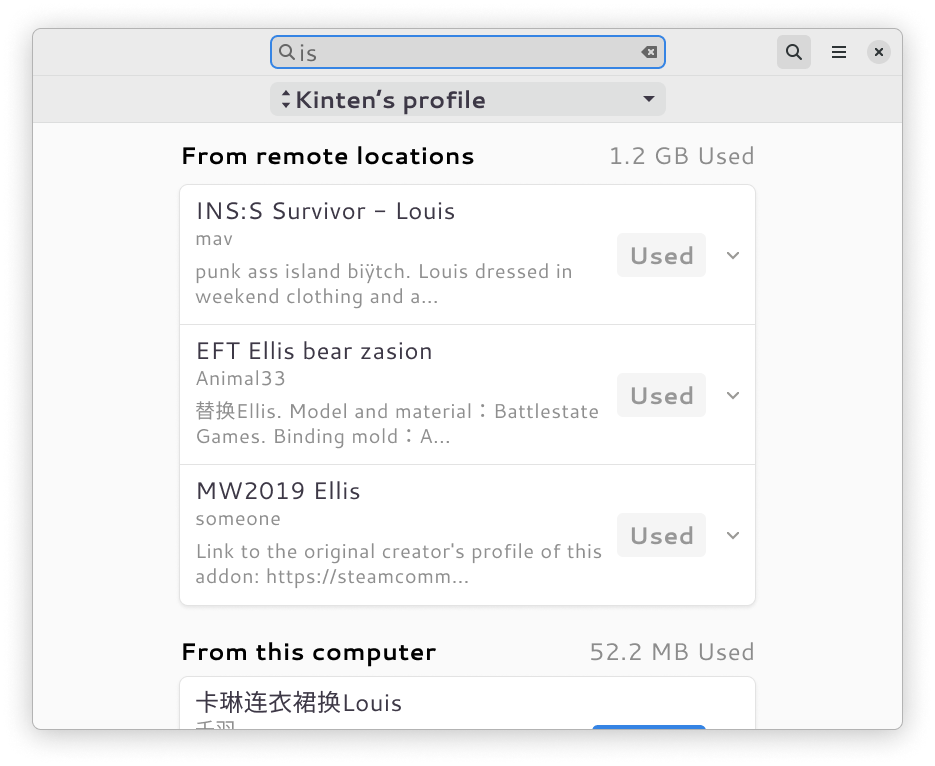 is
Kinten's profile
From remote locations
1.2 GB Used
INS:S Survivor – Louis
mav
punk ass island biÿtch. Louis dressed in
weekend clothing and a...
Used
EFT Ellis bear zasion
Animal33
替换Ellis. Model and material：Battlestate
Games. Binding mold：A...
Used
MW2019 Ellis
someone
Link to the original creator's profile of this
addon: https://steamcomm...
Used
From this computer
52.2 MB Used
卡琳连衣裙换Louis